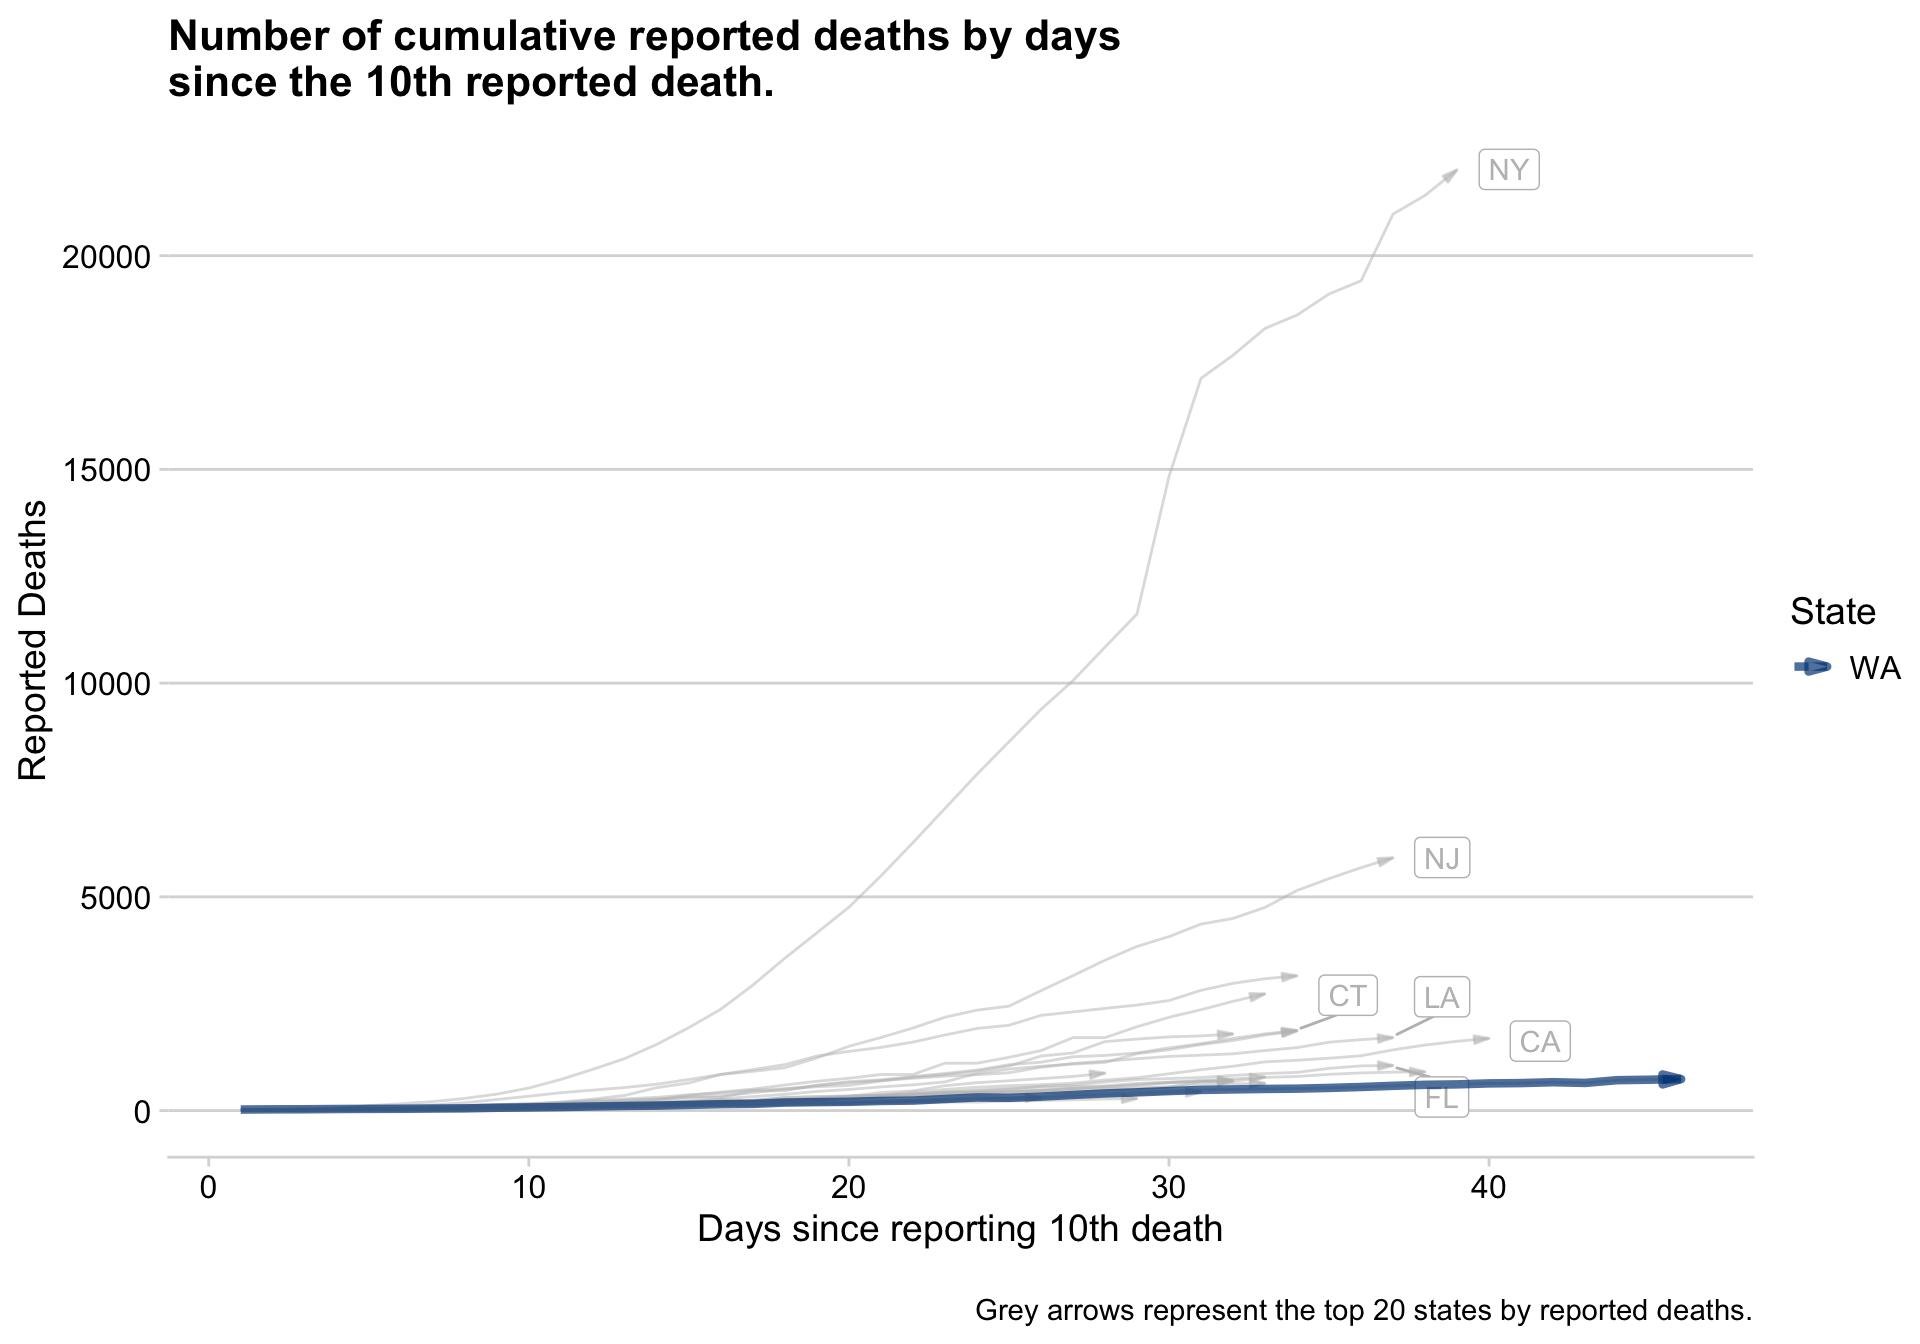 Number of cumulative reported deaths by days
since the 10th reported death.
NY
20000
15000
Reported Deaths
10000
State
WA
NJ
5000
CT
LA
CA
FL
0
0 10 20 30 40
Days since reporting 10th death
Grey arrows represent the top 20 states by reported deaths.